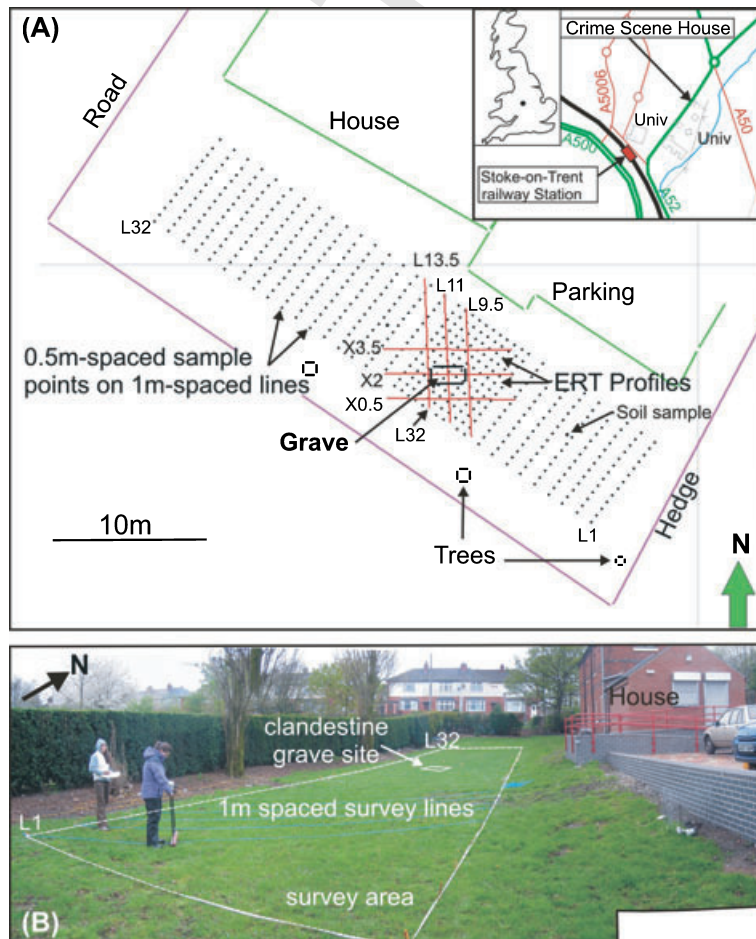 (A)
Road
House
Crime Scene House
A5006
Univ
Univ
A50
A500
A52
Stoke-on-Trent
railway Station
L32
L13.5
L11
L9.5
Parking
0.5m-spaced sample
points on 1m-spaced lines
X3.5
X2
X0.5
ERT Profiles
Grave
L32
Soil sample
10m
Trees
L1
Hedge
N
N
House
clandestine
grave site
L32
L1
1m spaced survey lines
survey area
(B)